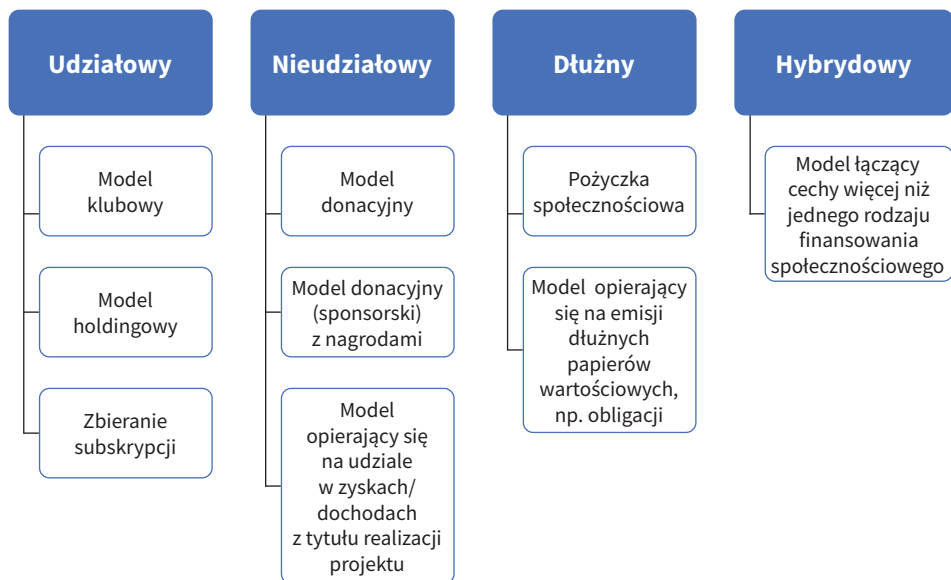 Udziałowy
Model
klubowy
Model
holdingowy
Zbieranie
subskrypcji
Nieudziałowy
Model
donacyjny
Model donacyjny
(sponsorski)
z nagrodami
Model
opierający się
na udziale
w zyskach/
dochodach
z tytułu realizacji
projektu
Dłużny
Pożyczka
społecznościowa
Model opierający
się na emisji
dłużnych
papierów
wartościowych,
np. obligacji
Hybrydowy
Model łączący
cechy więcej niż
jednego rodzaju
finansowania
społecznościowego